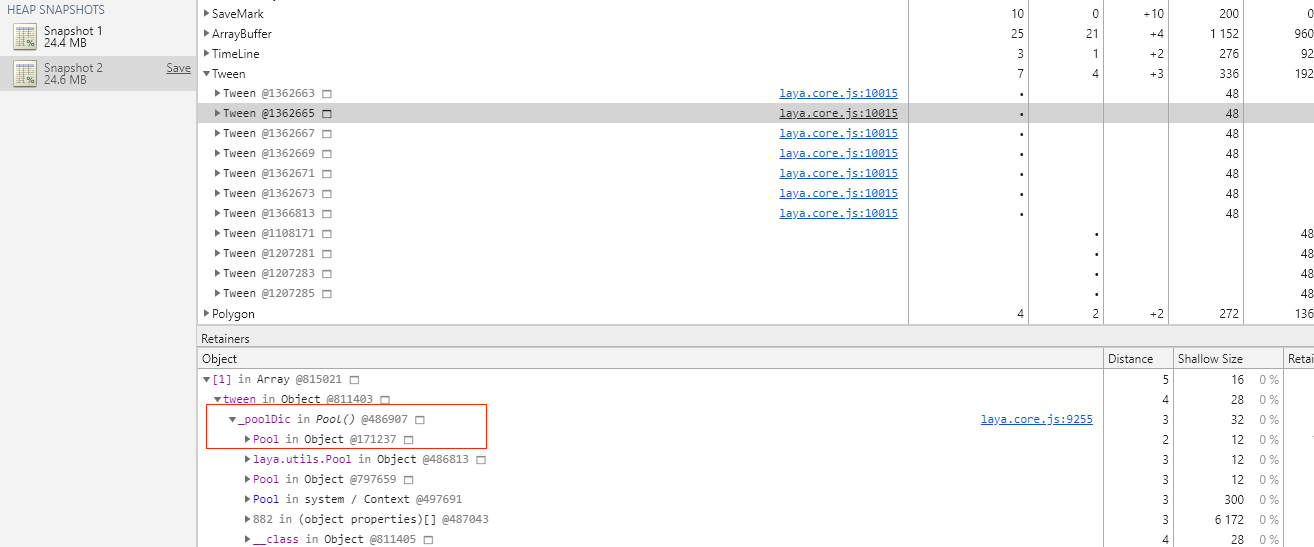 HEAP SNAPSHOTS
Snapshot 1
24.4 MB
Snapshot 2 Save
24.6 MB
SaveMark 10 0 +10 200 0
ArrayBuffer 25 21 +4 1 152 960
TimeLine 3 1 +2 276 92
Tween 7 4 +3 336 192
Tween @1362663 laya.core.js:10015 • 48
Tween @1362665 laya.core.js:10015 • 48
Tween @1362667 laya.core.js:10015 • 48
Tween @1362669 laya.core.js:10015 • 48
Tween @1362671 laya.core.js:10015 • 48
Tween @1362673 laya.core.js:10015 • 48
Tween @1366813 laya.core.js:10015 • 48
Tween @1108171 • 48
Tween @1207281 • 48
Tween @1207283 • 48
Tween @1207285 • 48
Polygon 4 2 +2 272 136
Retainers
Object Distance Shallow Size Retai
[1] in Array @815021 5 16 0 %
tween in Object @811403 4 28 0 %
_poolDic in Pool() @486907 laya.core.js:9255 3 32 0 %
Pool in Object @171237 2 12 0 %
laya.utils.Pool in Object @486813 3 12 0 %
Pool in Object @797659 3 12 0 %
Pool in system / Context @497691 3 300 0 %
882 in (object properties)[] @487043 3 6 172 0 %
__class in Object @811405 4 28 0 %